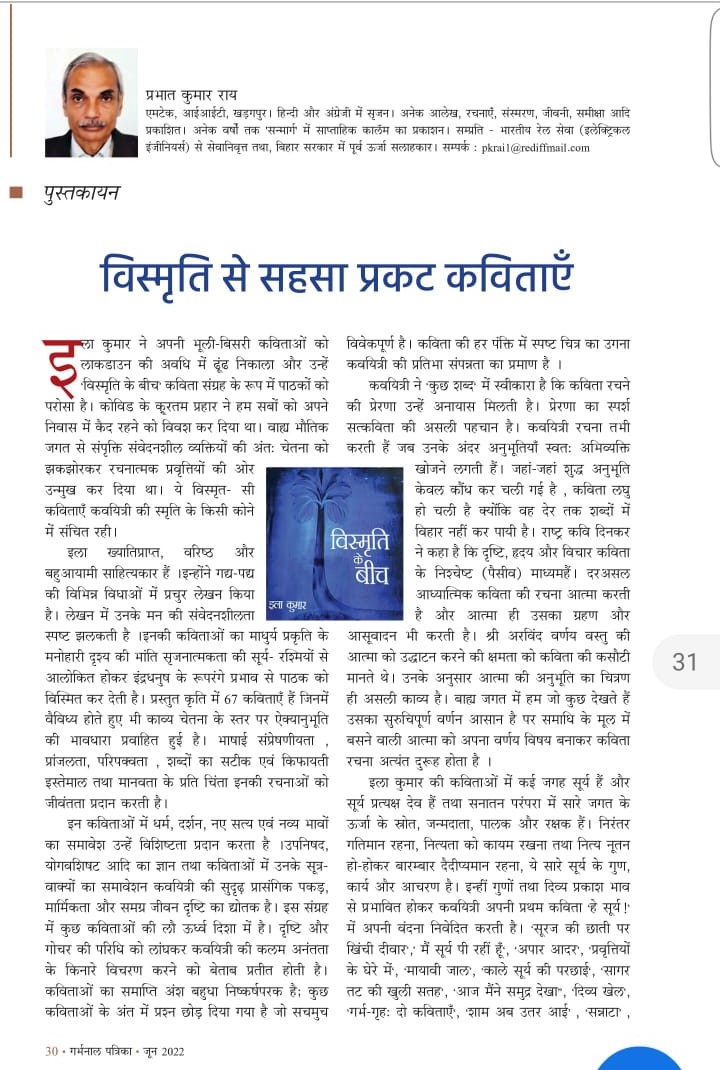 प्रभात कुमार राय
एमटेक, आईआईटी, खड़गपुर। हिन्दी और अंग्रेजी में सृजन। अनेक आलेख, रचनाएँ, संस्मरण, जीवनी, समीक्षा आदि
प्रकाशित। अनेक वर्षों तक 'सन्मार्ग' में साप्ताहिक कालॅम का प्रकाशन। सम्प्रति - भारतीय रेल सेवा (इलेक्ट्रिकल
इंजीनियर्स) से सेवानिवृत्त तथा, बिहार सरकार में पूर्व ऊर्जा सलाहकार। सम्पर्क : pkrai1@rediffmail.com
पुस्तकायन
विस्मृति से सहसा प्रकट कविताएँ
इला कुमार ने अपनी भूली-बिसरी कविताओं को
लाकडाउन की अवधि में ढूंढ निकाला और उन्हें
'विस्मृति के बीच' कविता संग्रह के रूप में पाठकों को
परोसा है। कोविड के क्रूरतम प्रहार ने हम सबों को अपने
निवास में कैद रहने को विवश कर दिया था। वाह्य भौतिक
जगत से संपृक्ति संवेदनशील व्यक्तियों की अंतः चेतना को
झकझोरकर रचनात्मक प्रवृत्तियों की ओर
उन्मुख कर दिया था। ये विस्मृत- सी
कविताएँ कवयित्री की स्मृति के किसी कोने
में संचित रही।
इला ख्यातिप्राप्त, वरिष्ठ और
बहुआयामी साहित्यकार हैं ।इन्होंने गद्य-पद्य
की विभिन्न विधाओं में प्रचुर लेखन किया
है। लेखन में उनके मन की संवेदनशीलता
स्पष्ट झलकती है ।इनकी कविताओं का माधुर्य प्रकृति के
मनोहारी दृश्य की भांति सृजनात्मकता की सूर्य- रश्मियों से
आलोकित होकर इंद्रधनुष के रूपरंगे प्रभाव से पाठक को
विस्मित कर देती है। प्रस्तुत कृति में 67 कविताएँ हैं जिनमें
वैविध्य होते हुए भी काव्य चेतना के स्तर पर ऐक्यानुभूति
की भावधारा प्रवाहित हुई है। भाषाई संप्रेषणीयता ,
प्रांजलता, परिपक्वता , शब्दों का सटीक एवं किफायती
इस्तेमाल तथा मानवता के प्रति चिंता इनकी रचनाओं को
जीवंतता प्रदान करती है।
इन कविताओं में धर्म, दर्शन, नए सत्य एवं नव्य भावों
का समावेश उन्हें विशिष्टता प्रदान करता है ।उपनिषद,
योगवशिषट आदि का ज्ञान तथा कविताओं में उनके सूत्र-
वाक्यों का समावेशन कवयित्री की सुदृढ़ प्रासंगिक पकड़,
मार्मिकता और समग्र जीवन दृष्टि का द्योतक है। इस संग्रह
में कुछ कविताओं की लौ ऊर्ध्व दिशा में है। दृष्टि और
गोचर की परिधि को लांघकर कवयित्री की कलम अनंतता
के किनारे विचरण करने को बेताब प्रतीत होती है।
कविताओं का समाप्ति अंश बहुधा निष्कर्षपरक है; कुछ
कविताओं के अंत में प्रश्न छोड़ दिया गया है जो सचमुच
विवेकपूर्ण है। कविता की हर पंक्ति में स्पष्ट चित्र का उगना
कवयित्री की प्रतिभा संपन्नता का प्रमाण है ।
कवयित्री ने 'कुछ शब्द' में स्वीकारा है कि कविता रचने
की प्रेरणा उन्हें अनायास मिलती है। प्रेरणा का स्पर्श
सत्कविता की असली पहचान है। कवयित्री रचना तभी
करती हैं जब उनके अंदर अनुभूतियाँ स्वतः अभिव्यक्ति
खोजने लगती हैं। जहां-जहां शुद्ध अनुभूति
केवल कौंध कर चली गई है , कविता लघु
हो चली है क्योंकि वह देर तक शब्दों में
विहार नहीं कर पायी है। राष्ट्र कवि दिनकर
ने कहा है कि दृष्टि, हृदय और विचार कविता
के निश्चेष्ट (पैसीव) माध्यमहैं। दरअसल
आध्यात्मिक कविता की रचना आत्मा करती
है और आत्मा ही उसका ग्रहण और
आसूवादन भी करती है। श्री अरविंद वर्णय वस्तु की
आत्मा को उद्घाटन करने की क्षमता को कविता की कसौटी
मानते थे। उनके अनुसार आत्मा की अनुभूति का चित्रण
ही असली काव्य है। बाह्य जगत में हम जो कुछ देखते हैं
उसका सुरुचिपूर्ण वर्णन आसान है पर समाधि के मूल में
बसने वाली आत्मा को अपना वर्णय विषय बनाकर कविता
रचना अत्यंत दुरूह होता है ।
इला कुमार की कविताओं में कई जगह सूर्य हैं और
सूर्य प्रत्यक्ष देव हैं तथा सनातन परंपरा में सारे जगत के
ऊर्जा के स्रोत, जन्मदाता, पालक और रक्षक हैं। निरंतर
गतिमान रहना, नित्यता को कायम रखना तथा नित्य नूतन
हो-होकर बारम्बार दैदीप्यमान रहना, ये सारे सूर्य के गुण,
कार्य और आचरण है। इन्हीं गुणों तथा दिव्य प्रकाश भाव
से प्रभावित होकर कवयित्री अपनी प्रथम कविता 'हे सूर्य !'
में अपनी वंदना निवेदित करती है। 'सूरज की छाती पर
खिंची दीवार',' मैं सूर्य पी रहीं हूँ', 'अपार आदर', 'प्रवृत्तियों
के घेरे में', 'मायावी जाल', 'काले सूर्य की परछाई', 'सागर
तट की खुली सतह', 'आज मैंने समुद्र देखा", 'दिव्य खेल',
'गर्भ-गृहः दो कविताएँ', 'शाम अब उतर आई' , 'सन्नाटा' ,
विस्मृति
के
बीच
इला कुमार
31
30 • गर्भनाल पत्रिका • जून 2022